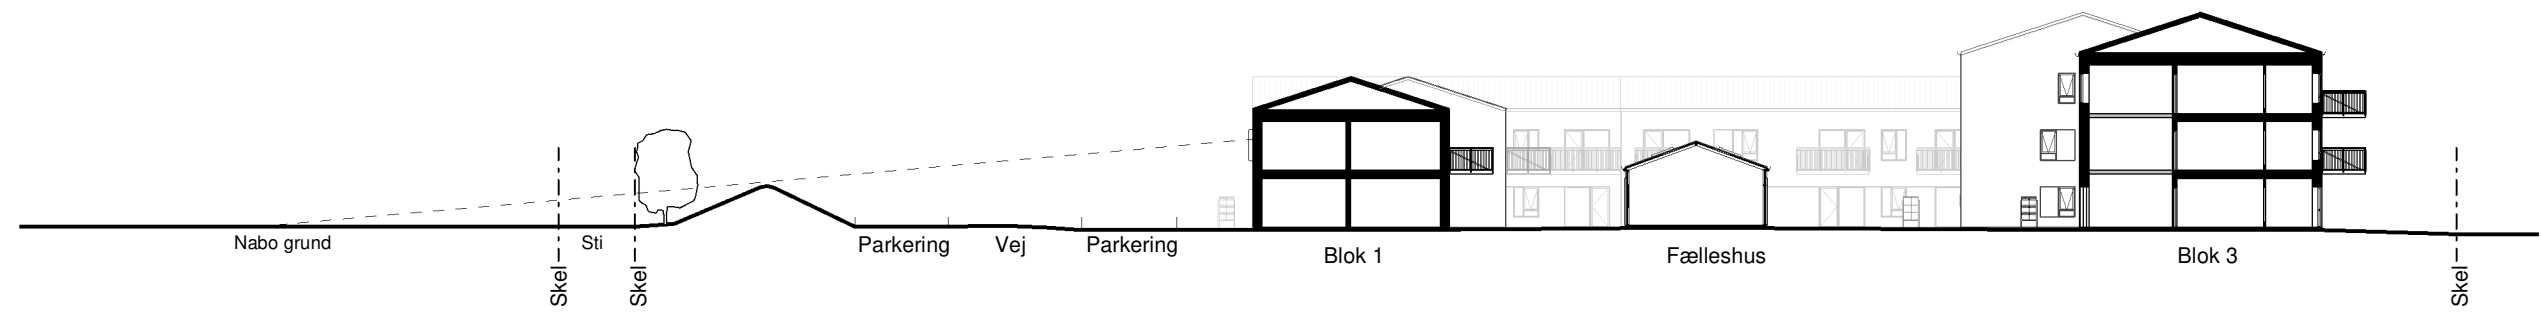 Nabo grund
Skel
Sti
Skel
Parkering
Vej
Parkering
Blok 1
Fælleshus
Blok 3
Skel